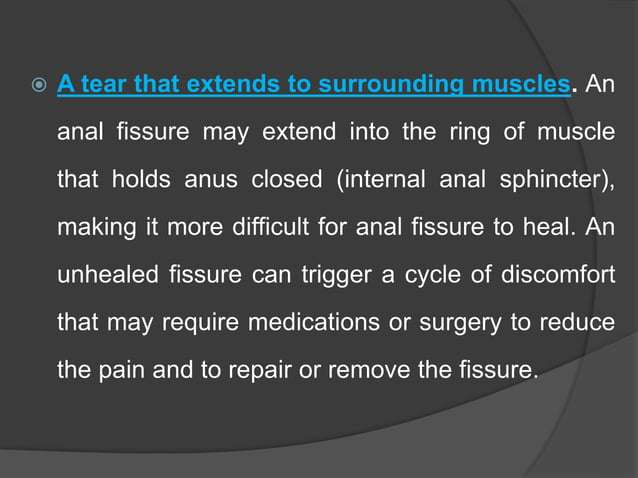 A tear that extends to surrounding muscles. An
anal fissure may extend into the ring of muscle
that holds anus closed (internal anal sphincter),
making it more difficult for anal fissure to heal. An
unhealed fissure can trigger a cycle of discomfort
that may require medications or surgery to reduce
the pain and to repair or remove the fissure.